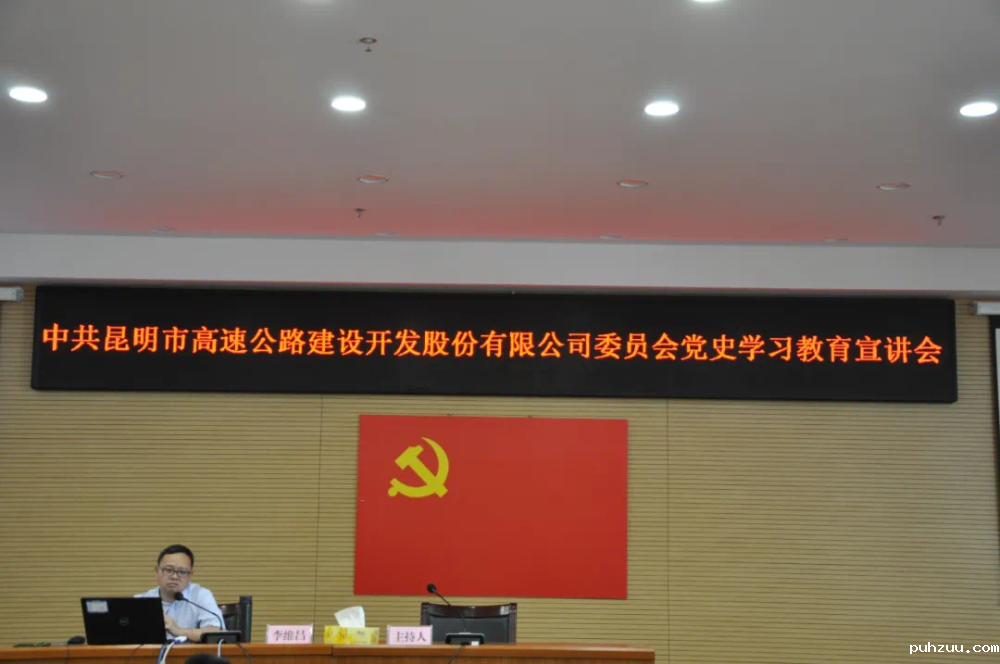 中共昆明市高速公路建设开发股份有限公司委员会党史学习教育宣讲会
李维昌
主持人
puhzuu.com